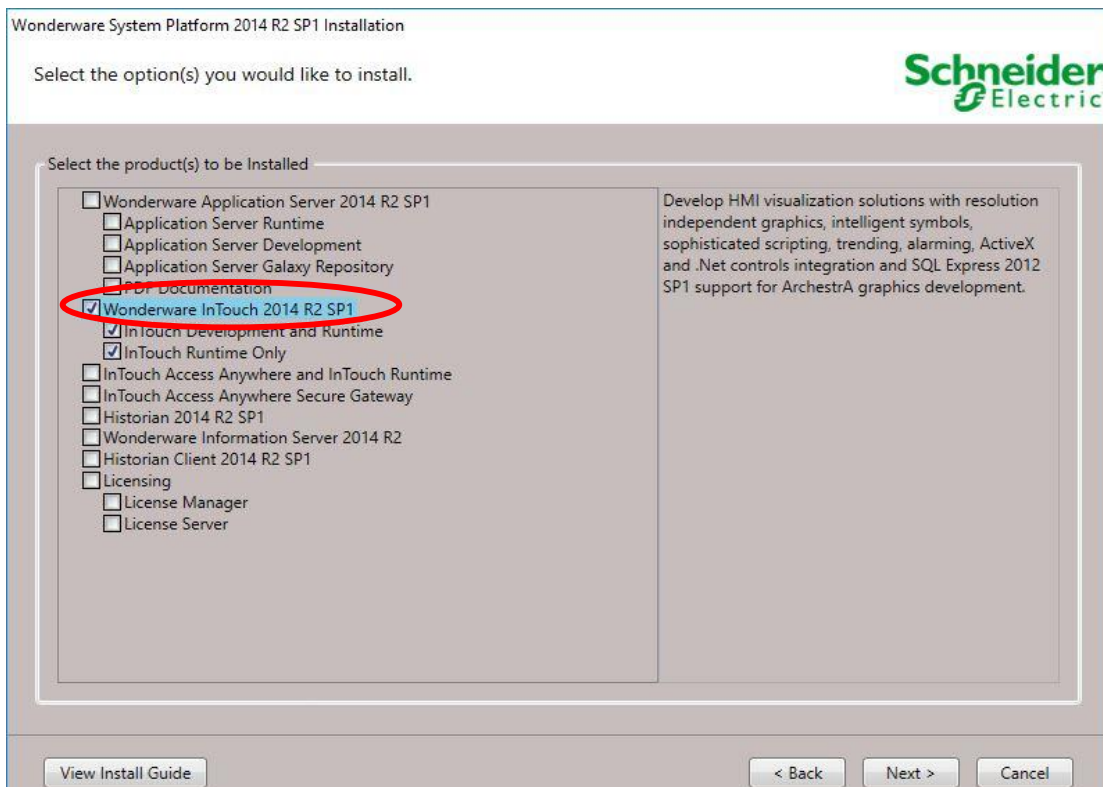 Wonderware System Platform 2014 R2 SP1 Installation
Select the option(s) you would like to install.
Schneider
Electric
Select the product(s) to be Installed
Wonderware Application Server 2014 R2 SP1
Application Server Runtime
Application Server Development
Application Server Galaxy Repository
PDF Documentation
Wonderware InTouch 2014 R2 SP1
InTouch Development and Runtime
InTouch Runtime Only
InTouch Access Anywhere and InTouch Runtime
InTouch Access Anywhere Secure Gateway
Historian 2014 R2 SP1
Wonderware Information Server 2014 R2
Historian Client 2014 R2 SP1
Licensing
License Manager
License Server
Develop HMI visualization solutions with resolution
independent graphics, intelligent symbols,
sophisticated scripting, trending, alarming, ActiveX
and .Net controls integration and SQL Express 2012
SP1 support for ArchestrA graphics development.
View Install Guide
< Back
Next >
Cancel